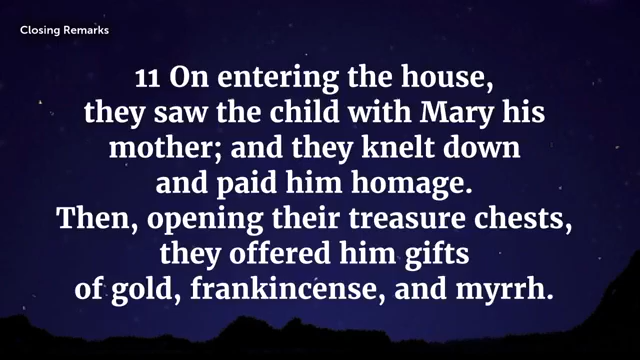 Closing Remarks
11 On entering the house,
they saw the child with Mary his
mother; and they knelt down
and paid him homage.
Then, opening their treasure chests,
they offered him gifts
of gold, frankincense, and myrrh.